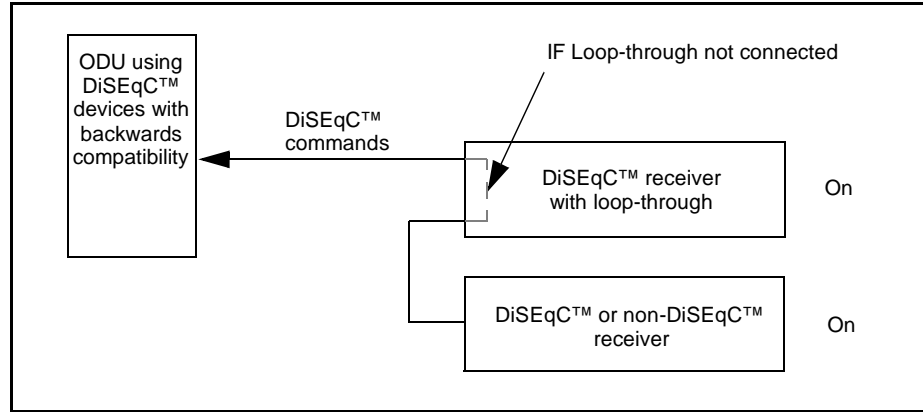 ODU using
DiSEqC™
devices with
backwards
compatibility
DiSEqC™
commands
IF Loop-through not connected
DiSEqC™ receiver
with loop-through
On
DiSEqC™ or non-DiSEqC™
receiver
On